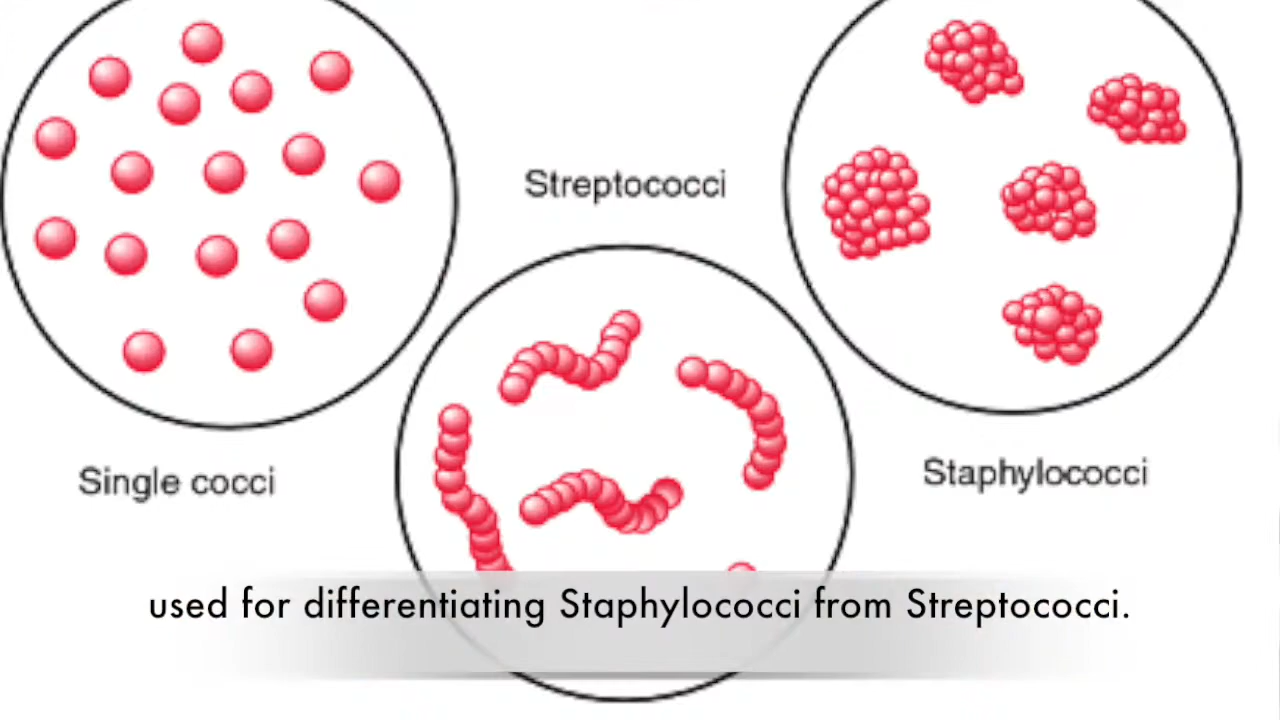 Streptococci
Single cocci
Staphylococci
used for differentiating Staphylococci from Streptococci.